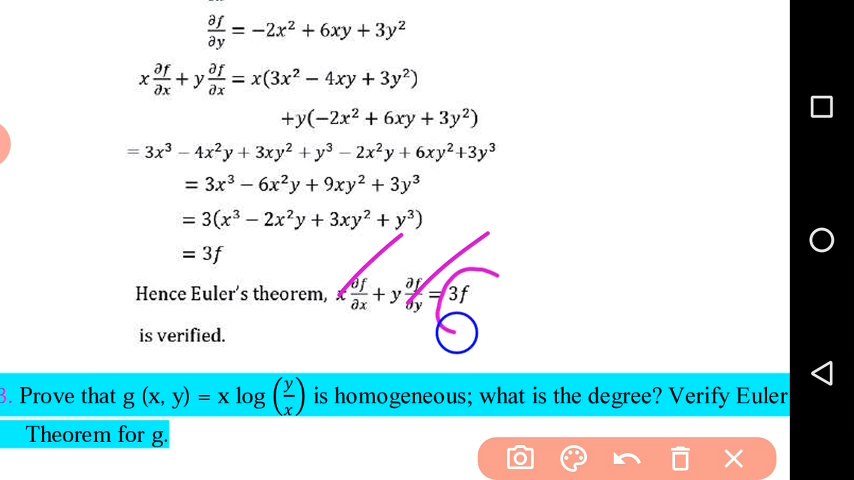 ∂f/∂y = −2x² + 6xy + 3y²
x ∂f/∂x + y ∂f/∂x = x(3x² − 4xy + 3y²)
+y(−2x² + 6xy + 3y²)
= 3x³ − 4x²y + 3xy² + y³ − 2x²y + 6xy²+3y³
= 3x³ − 6x²y + 9xy² + 3y³
= 3(x³ − 2x²y + 3xy² + y³)
= 3f
Hence Euler's theorem, x ∂f/∂x + y ∂f/∂y = 3f
is verified.
3. Prove that g (x, y) = x log (y/x) is homogeneous; what is the degree? Verify Euler
Theorem for g.